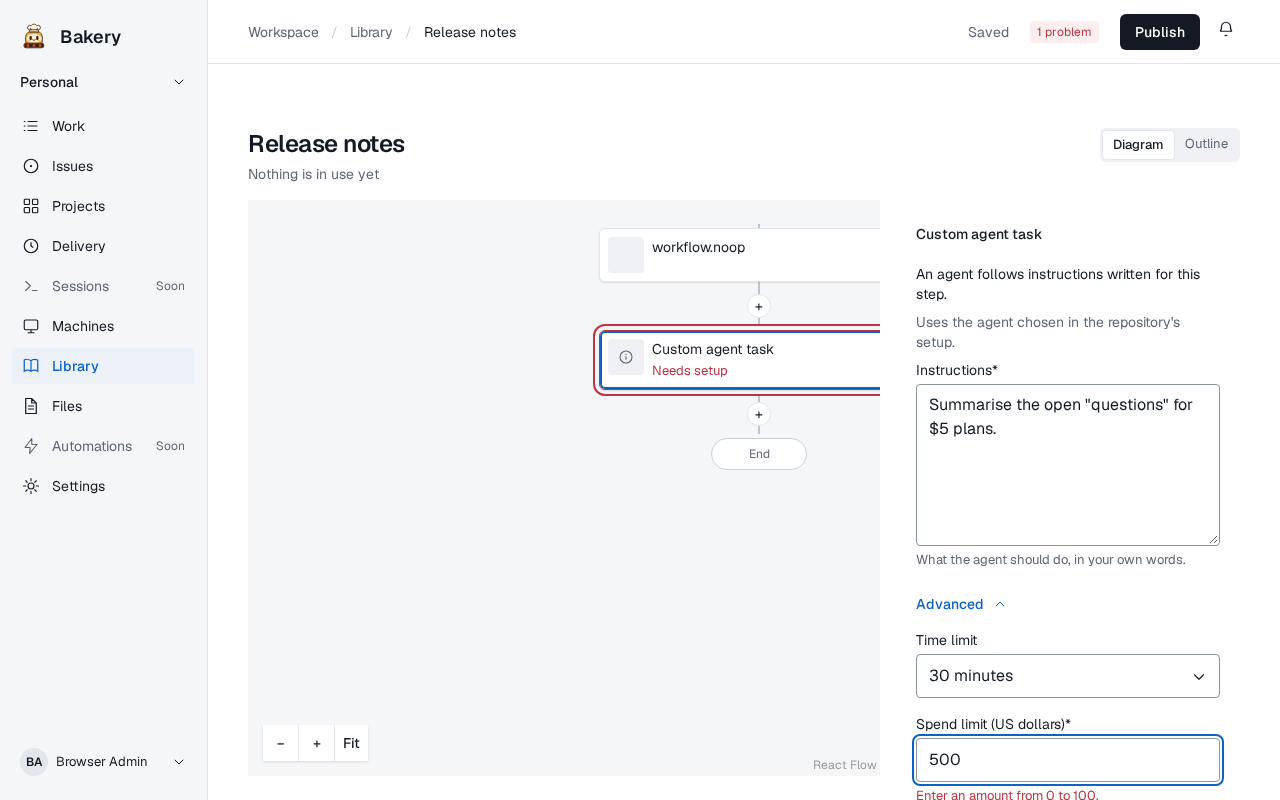 Bakery
Personal
Work
Issues
Projects
Delivery
Sessions Soon
Machines
Library
Files
Automations Soon
Settings
BA Browser Admin
Workspace / Library / Release notes
Saved
1 problem
Publish
Release notes
Nothing is in use yet
Diagram
Outline
workflow.noop
+
Custom agent task
Needs setup
+
End
− + Fit
React Flow
Custom agent task
An agent follows instructions written for this
step.
Uses the agent chosen in the repository's
setup.
Instructions*
Summarise the open "questions" for
$5 plans.
What the agent should do, in your own words.
Advanced
Time limit
30 minutes
Spend limit (US dollars)*
500
Enter an amount from 0 to 100.